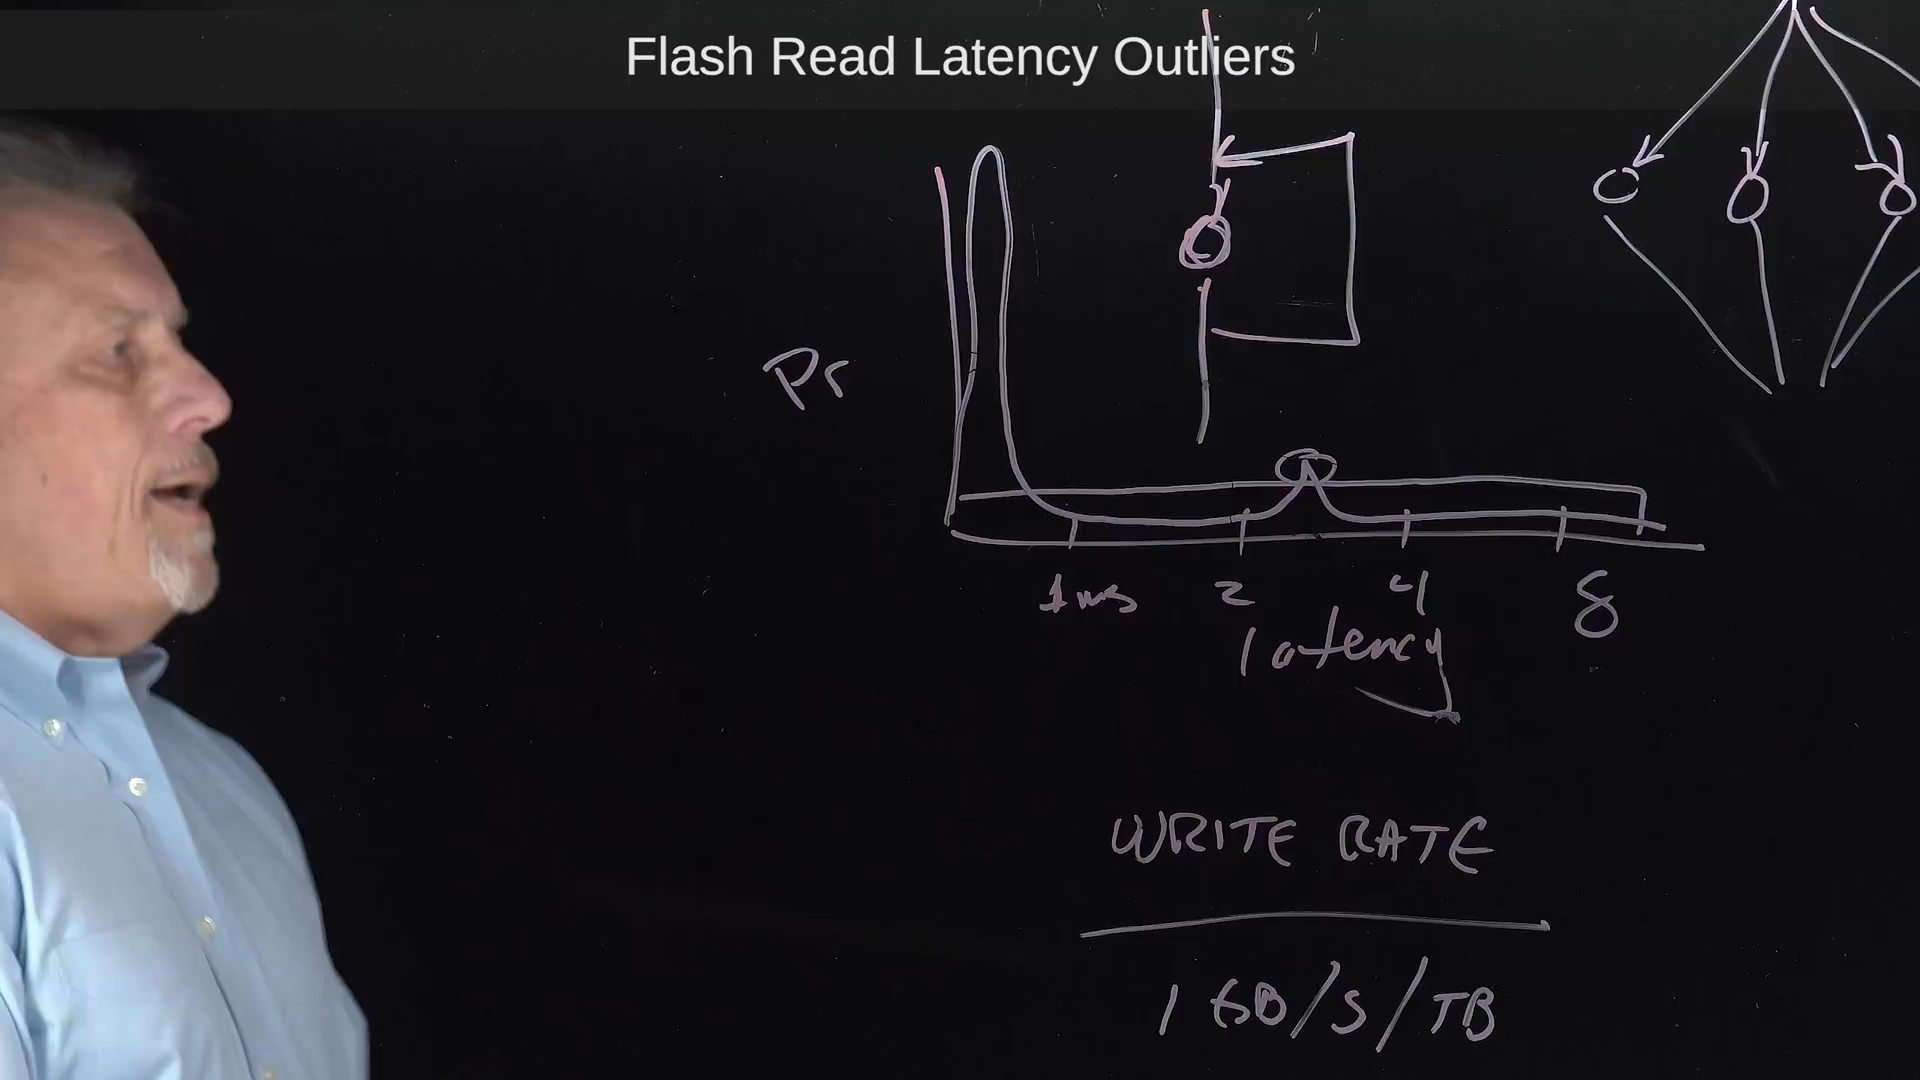 Flash Read Latency Outliers
Pr
1ms 2 4 8
latency
WRITE RATE
1 GB/S/TB